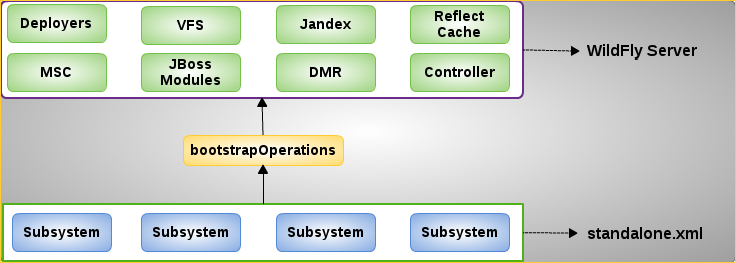 Deployers
VFS
Jandex
Reflect
Cache
WildFly Server
MSC
JBoss
Modules
DMR
Controller
bootstrapOperations
Subsystem
Subsystem
Subsystem
Subsystem
standalone.xml